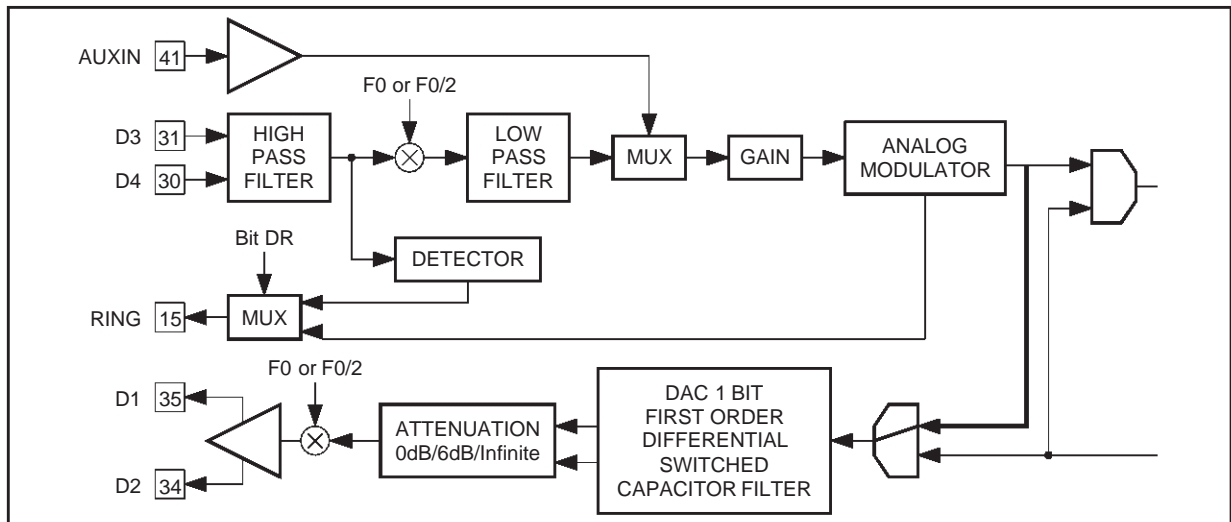 AUXIN 41
F0 or F0/2
D3 31
D4 30
HIGH
PASS
FILTER
LOW
PASS
FILTER
MUX
GAIN
ANALOG
MODULATOR
Bit DR
DETECTOR
RING 15
MUX
F0 or F0/2
D1 35
D2 34
ATTENUATION
0dB/6dB/Infinite
DAC 1 BIT
FIRST ORDER
DIFFERENTIAL
SWITCHED
CAPACITOR FILTER